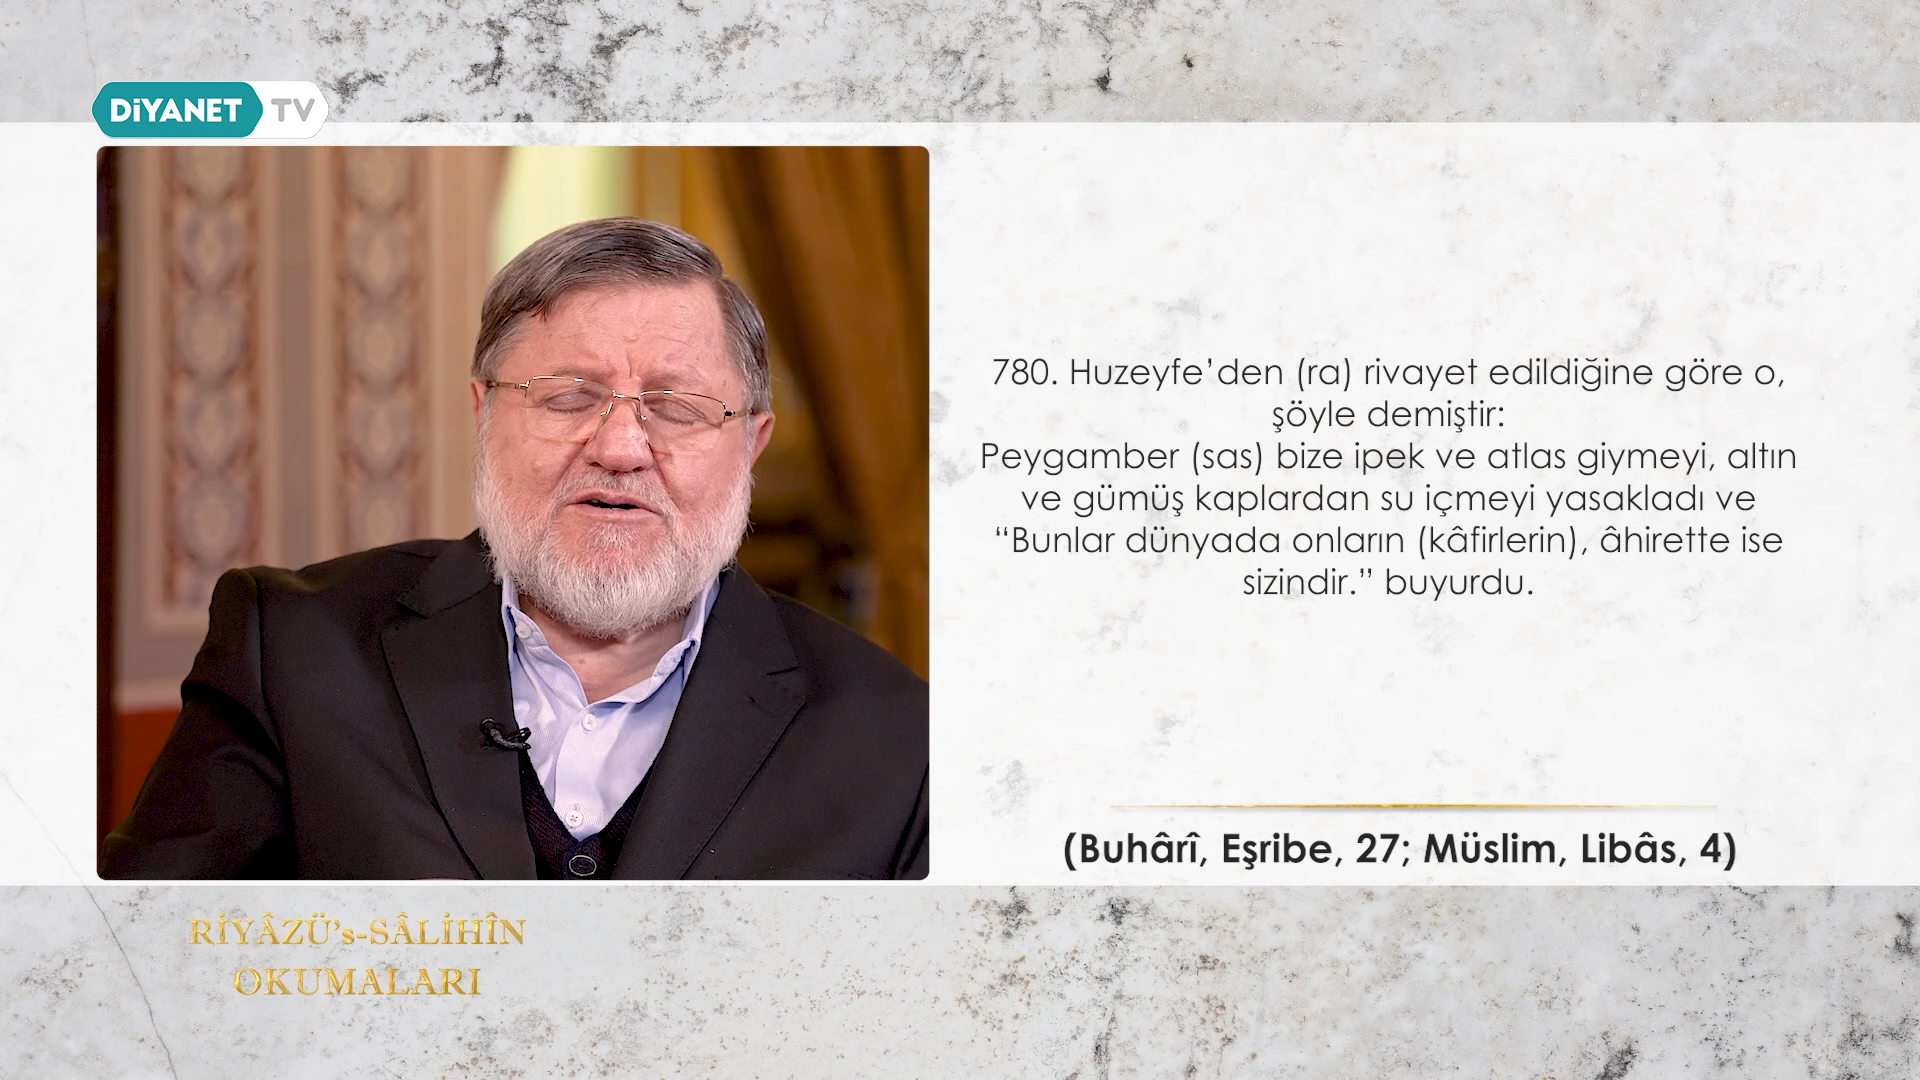 DİYANET TV
780. Huzeyfe’den (ra) rivayet edildiğine göre o,
şöyle demiştir:
Peygamber (sas) bize ipek ve atlas giymeyi, altın
ve gümüş kaplardan su içmeyi yasakladı ve
“Bunlar dünyada onların (kâfirlerin), âhirette ise
sizindir.” buyurdu.
(Buhârî, Eşribe, 27; Müslim, Libâs, 4)
RİYÂZÜ’s-SÂLİHÎN
OKUMALARI